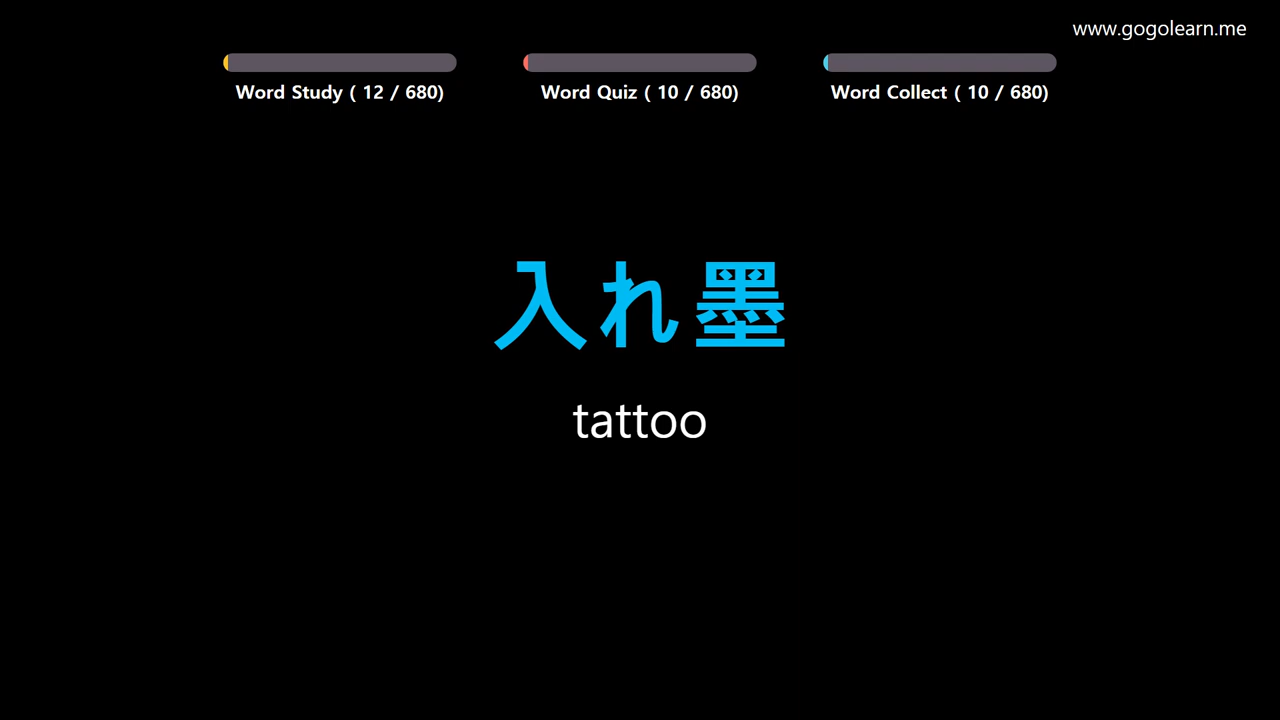 www.gogolearn.me
Word Study ( 12 / 680)
Word Quiz ( 10 / 680)
Word Collect ( 10 / 680)
入れ墨
tattoo